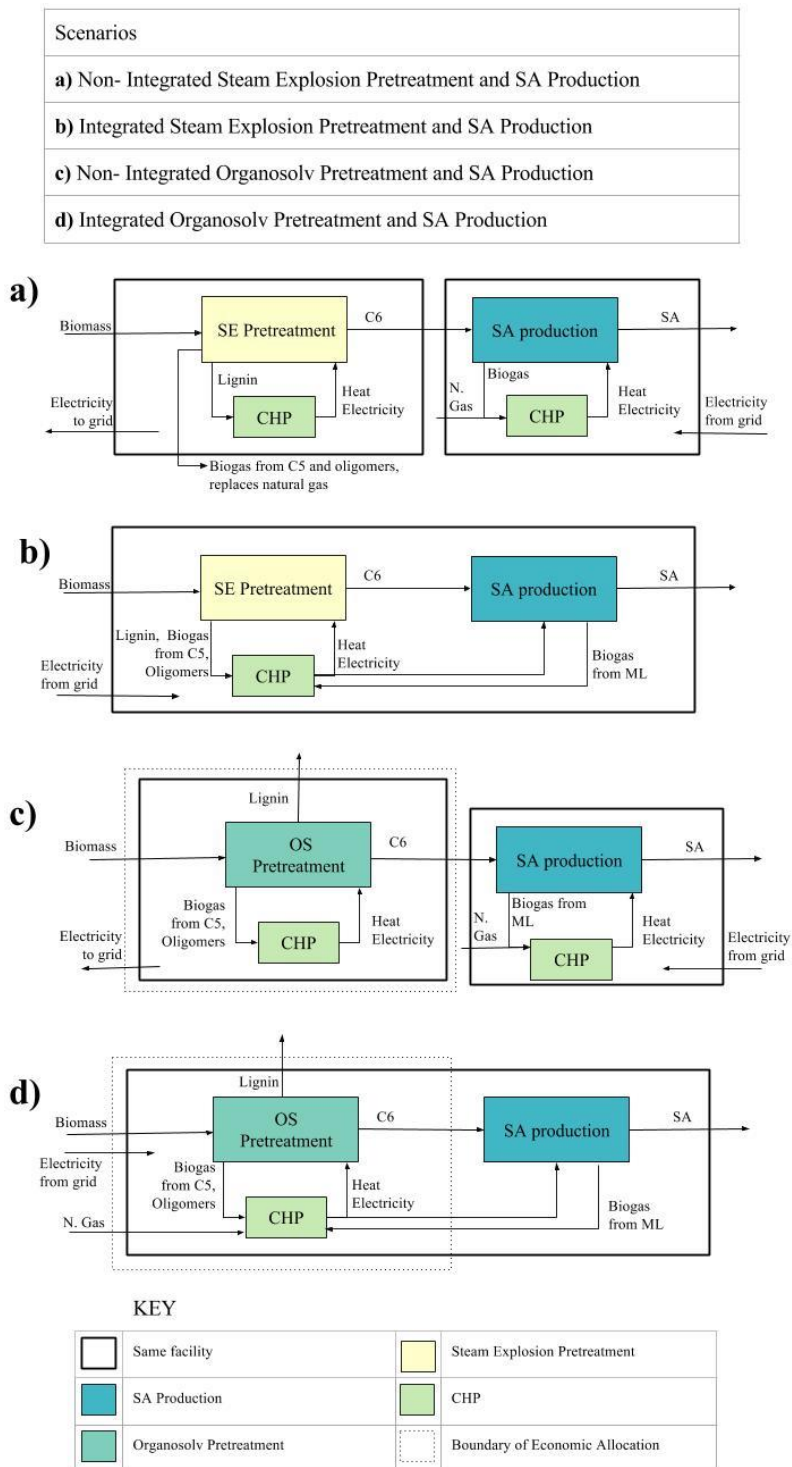 Scenarios
a) Non- Integrated Steam Explosion Pretreatment and SA Production
b) Integrated Steam Explosion Pretreatment and SA Production
c) Non- Integrated Organosolv Pretreatment and SA Production
d) Integrated Organosolv Pretreatment and SA Production
a)
Biomass
SE Pretreatment
C6
SA production
SA
Lignin
CHP
Heat
Electricity
Electricity
to grid
Biogas from C5 and oligomers,
replaces natural gas
N.
Gas
Biogas
CHP
Heat
Electricity
Electricity
from grid
b)
Biomass
SE Pretreatment
C6
SA production
SA
Lignin, Biogas
from C5,
Oligomers
CHP
Heat
Electricity
Biogas
from ML
Electricity
from grid
c)
Lignin
Biomass
OS
Pretreatment
C6
SA production
SA
Biogas
from C5,
Oligomers
CHP
Heat
Electricity
Electricity
to grid
N.
Gas
Biogas from
ML
CHP
Heat
Electricity
Electricity
from grid
d)
Lignin
Biomass
OS
Pretreatment
C6
SA production
SA
Electricity
from grid
Biogas
from C5,
Oligomers
CHP
Heat
Electricity
Biogas
from ML
N. Gas
KEY
Same facility
Steam Explosion Pretreatment
SA Production
CHP
Organosolv Pretreatment
Boundary of Economic Allocation